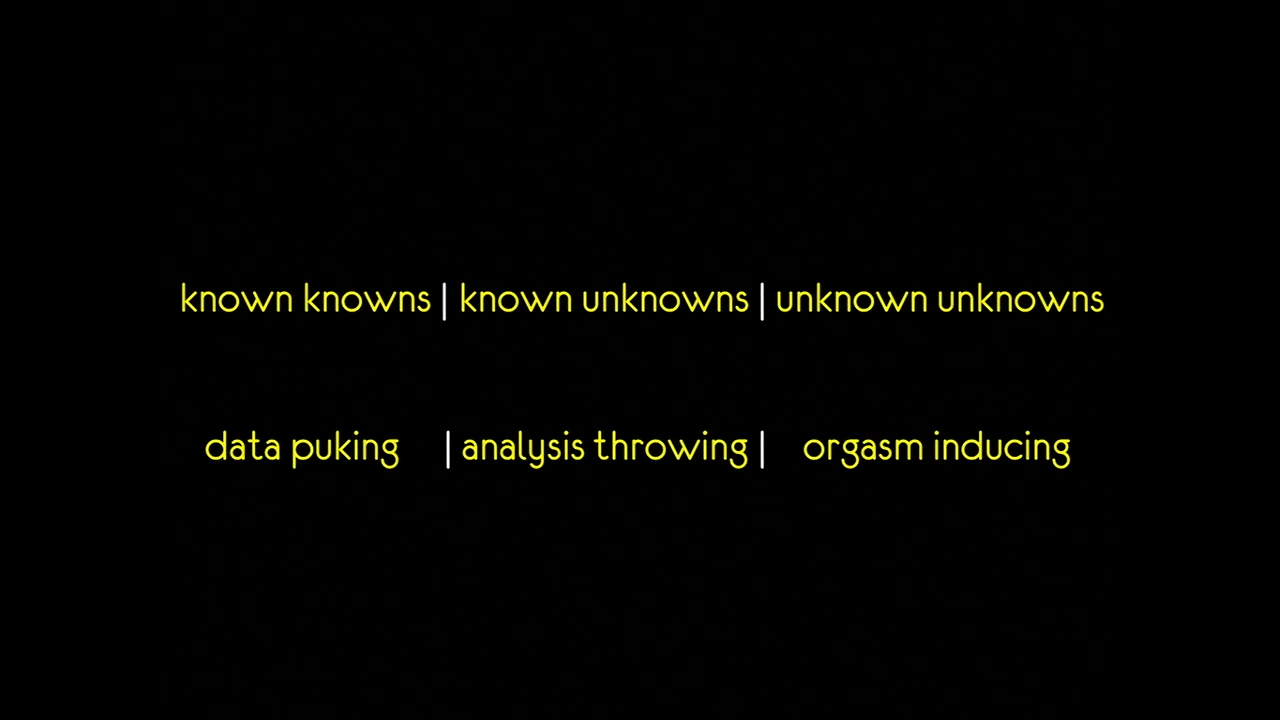 known knowns | known unknowns | unknown unknowns
data puking | analysis throwing | orgasm inducing